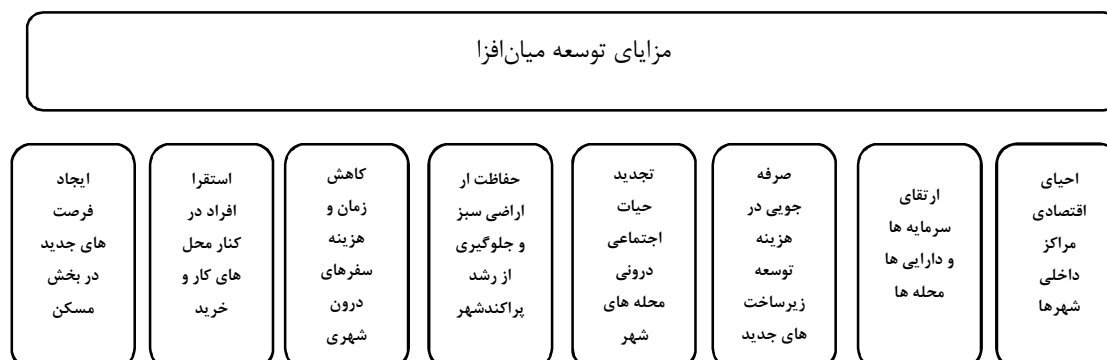 مزایای توسعه میان‌افزا
احیای
اقتصادی
مراکز
داخلی
شهرها
ارتقای
سرمایه ها
و دارایی ها
محله ها
صرفه
جویی در
هزینه
توسعه
زیرساخت
های جدید
تجدید
حیات
اجتماعی
درونی
محله های
شهر
حفاظت ار
اراضی سبز
و جلوگیری
از رشد
پراکندشهر
کاهش
زمان و
هزینه
سفرهای
درون
شهری
استقرا
افراد در
کنار محل
های کار و
خرید
ایجاد
فرصت
های جدید
در بخش
مسکن